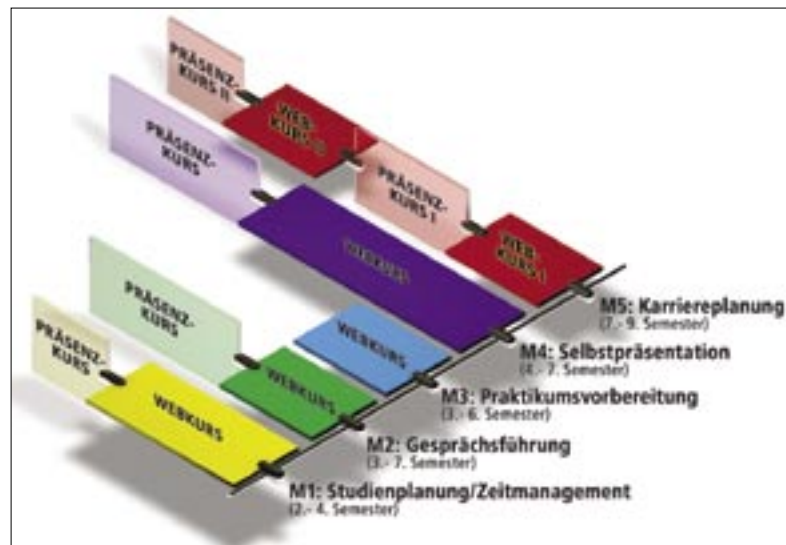 PRÄSENZ-
KURS II
WEB-
KURS II
PRÄSENZ-
KURS I
WEB-
KURS I
M5: Karriereplanung
(7.- 9. Semester)
PRÄSENZ-
KURS
WEBKURS
M4: Selbstpräsentation
(4.- 7. Semester)
WEBKURS
M3: Praktikumsvorbereitung
(3.- 6. Semester)
PRÄSENZ-
KURS
WEBKURS
M2: Gesprächsführung
(3.- 7. Semester)
PRÄSENZ-
KURS
WEBKURS
M1: Studienplanung/Zeitmanagement
(2.- 4. Semester)